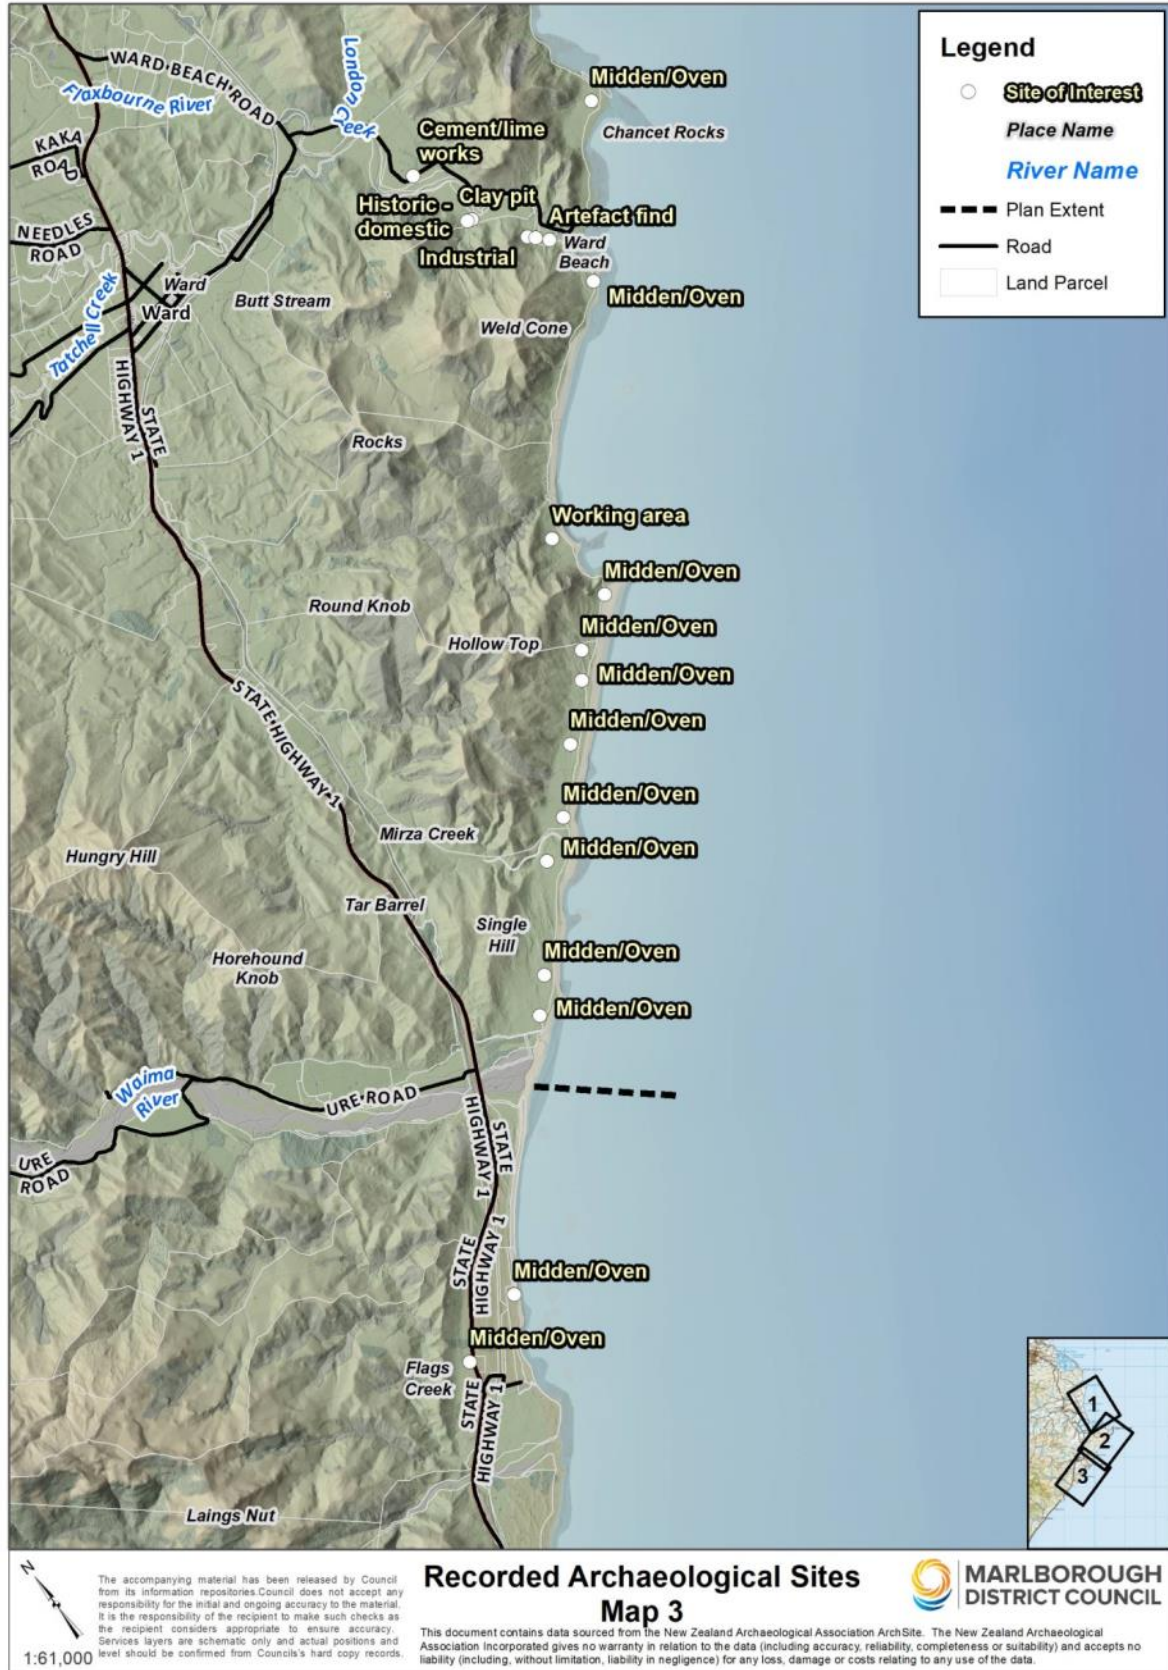 WARD BEACH ROAD
Flaxbourne River
London
Creek
Midden/Oven
Chancet Rocks
KAKA
ROAD
Cement/lime
works
Clay pit
Historic -
domestic
Artefact find
Industrial
Ward
Beach
NEEDLES
ROAD
Ward
Ward
Tatchell Creek
Butt Stream
Midden/Oven
Weld Cone
STATE
HIGHWAY 1
Rocks
Working area
Midden/Oven
Round Knob
Midden/Oven
Hollow Top
Midden/Oven
STATE HIGHWAY 1
Midden/Oven
Midden/Oven
Mirza Creek
Midden/Oven
Hungry Hill
Tar Barrel
Single
Hill
Midden/Oven
Horehound
Knob
Midden/Oven
Waima
River
URE ROAD
URE
ROAD
STATE
HIGHWAY 1
STATE
HIGHWAY 1
Midden/Oven
Midden/Oven
Flags
Creek
STATE
HIGHWAY 1
Laings Nut
Legend
Site of Interest
Place Name
River Name
Plan Extent
Road
Land Parcel
1
2
3
N
1:61,000
The accompanying material has been released by Council
from its information repositories.Council does not accept any
responsibility for the initial and ongoing accuracy to the material.
It is the responsibility of the recipient to make such checks as
the recipient considers appropriate to ensure accuracy.
Services layers are schematic only and actual positions and
level should be confirmed from Councils's hard copy records.
Recorded Archaeological Sites
Map 3
This document contains data sourced from the New Zealand Archaeological Association ArchSite. The New Zealand Archaeological
Association Incorporated gives no warranty in relation to the data (including accuracy, reliability, completeness or suitability) and accepts no
liability (including, without limitation, liability in negligence) for any loss, damage or costs relating to any use of the data.
MARLBOROUGH
DISTRICT COUNCIL